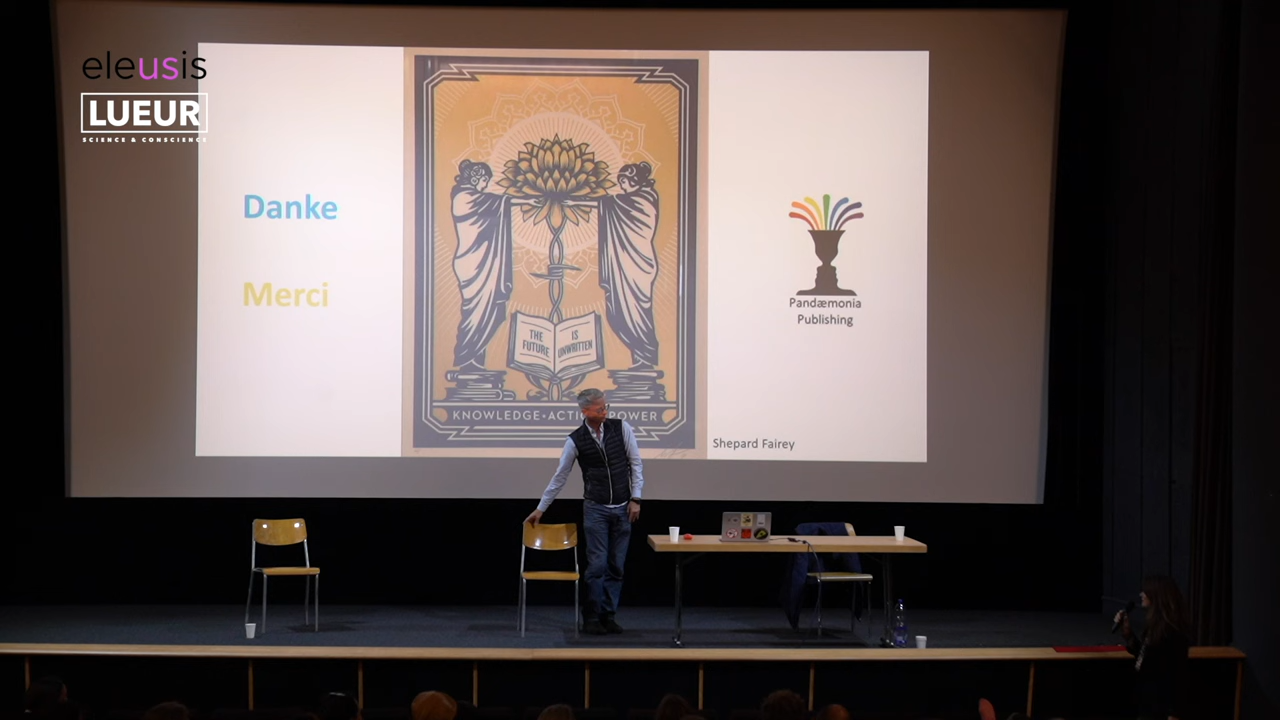 eleusis
LUEUR
SCIENCE & CONSCIENCE
Danke
Merci
THE FUTURE
IS UNWRITTEN
KNOWLEDGE•ACTI POWER
Pandæmonia
Publishing
Shepard Fairey